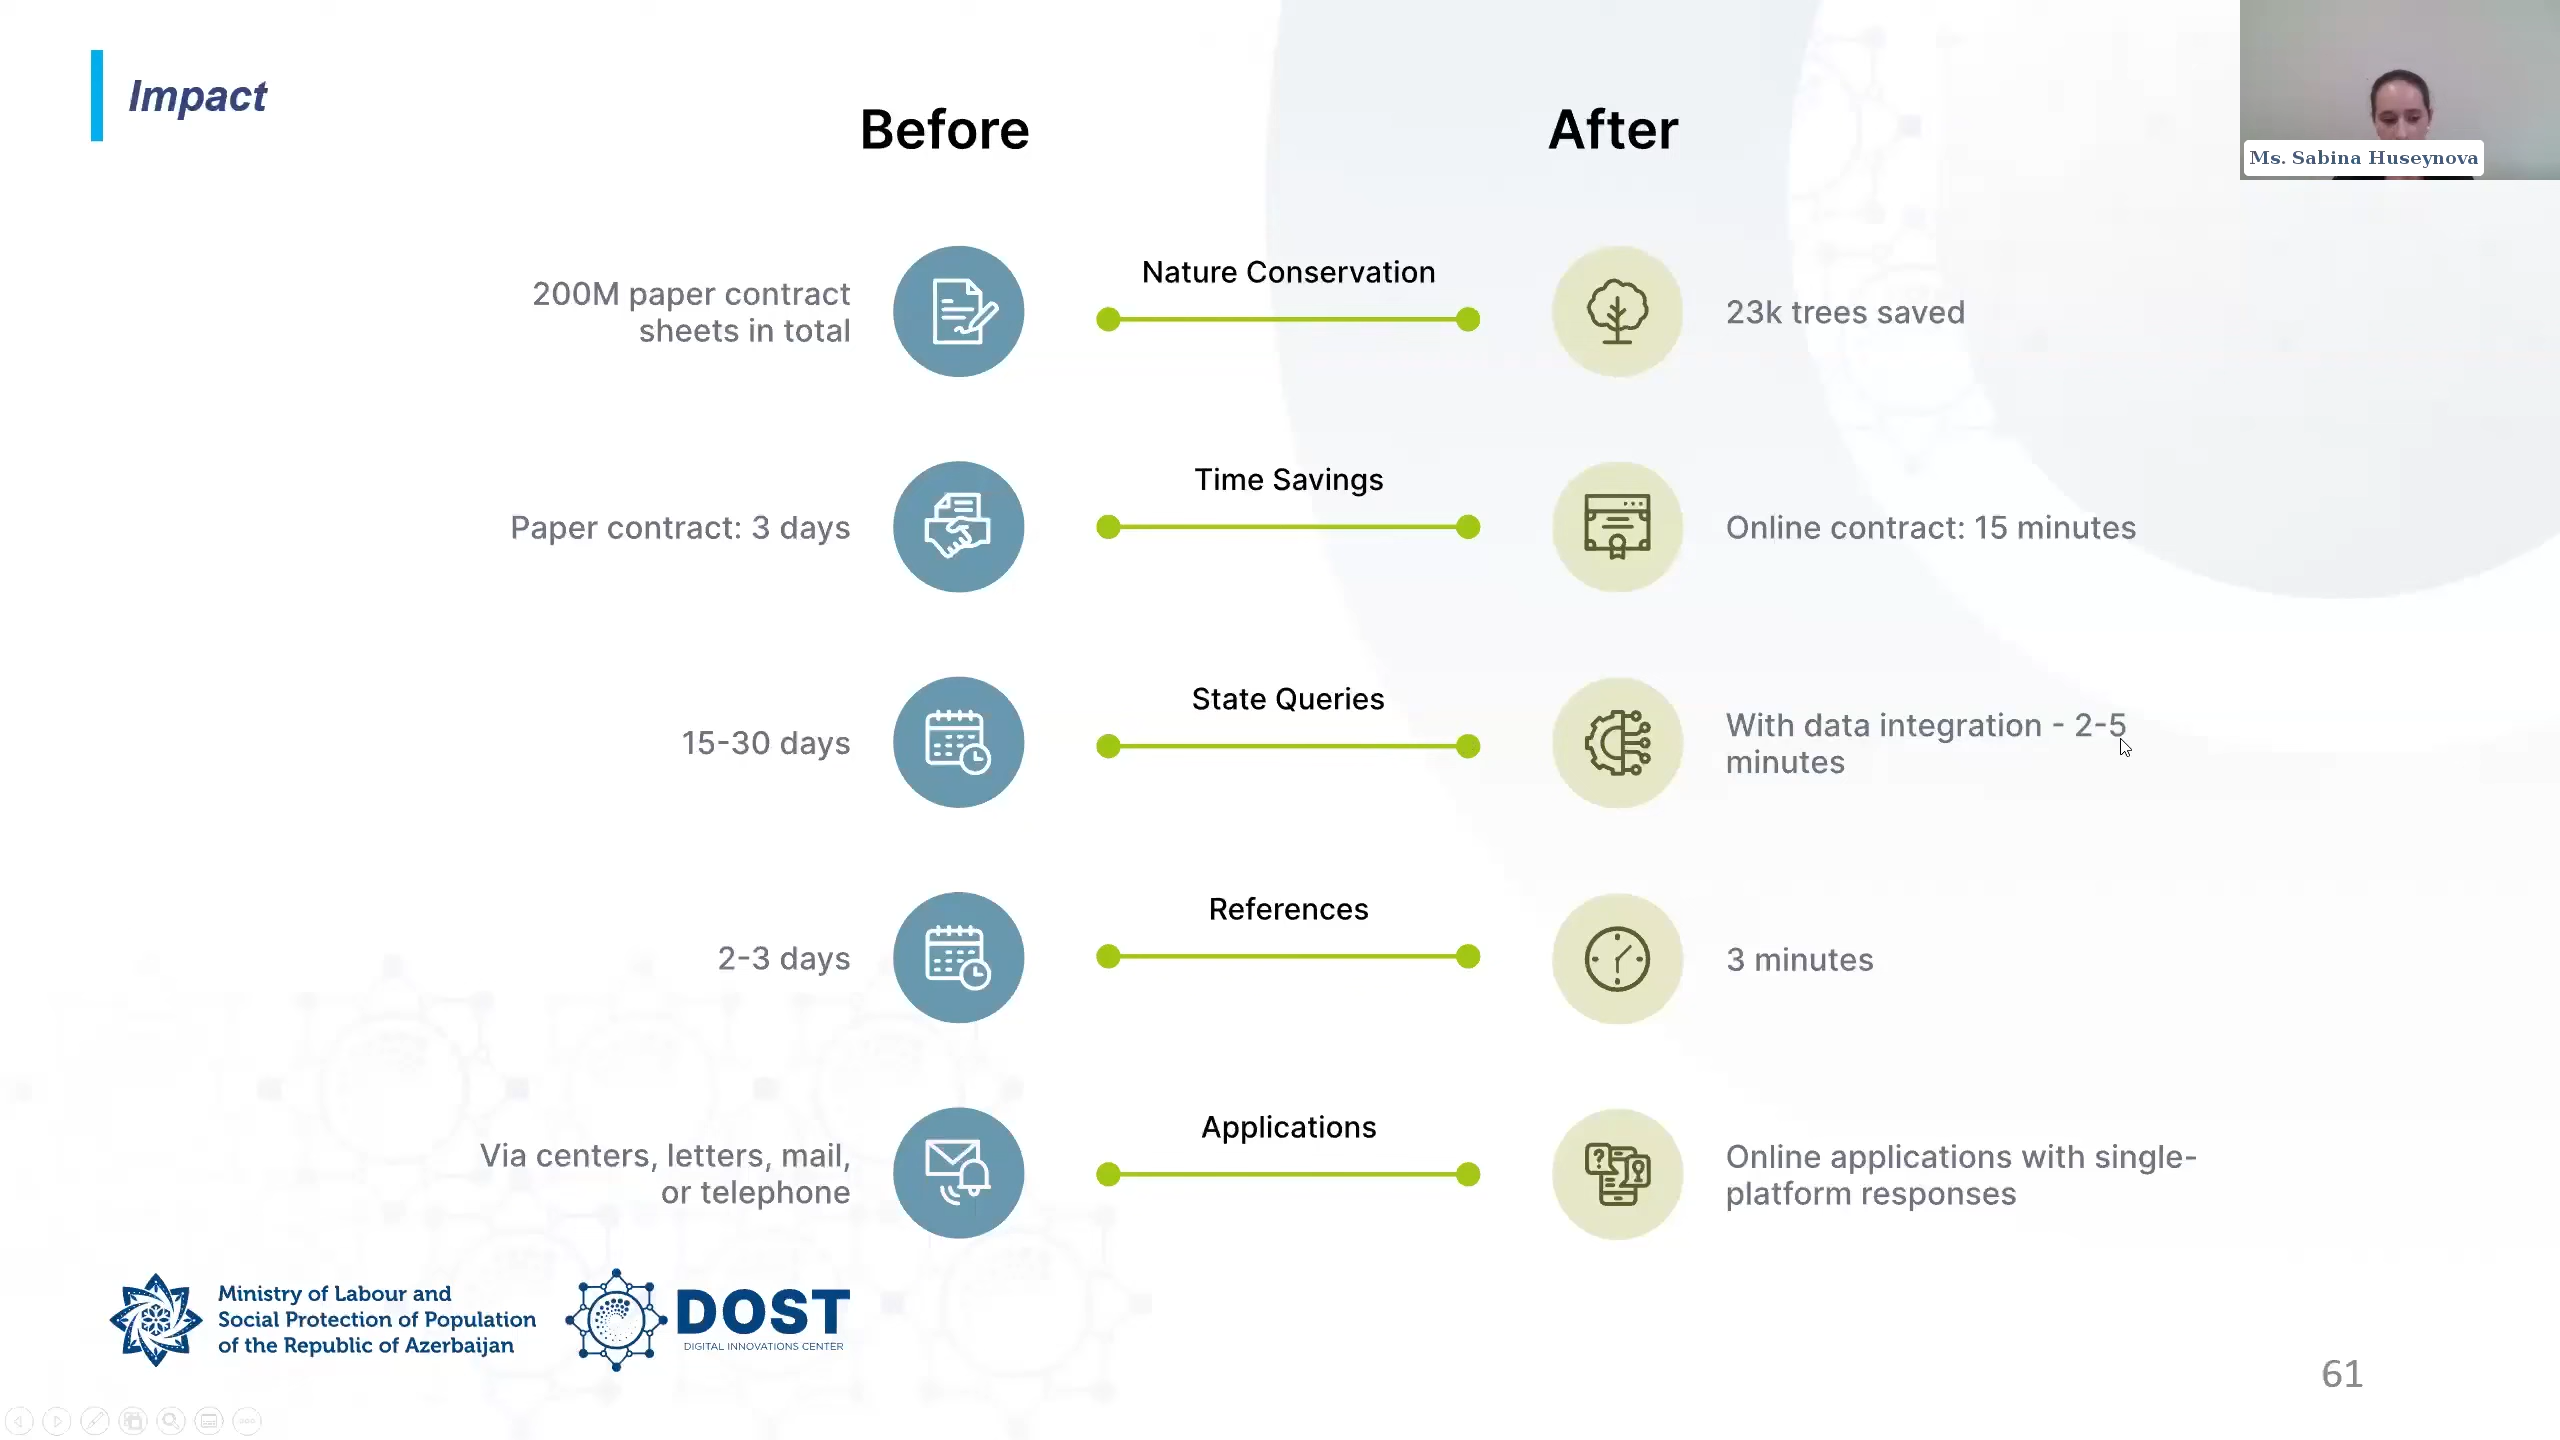 Impact
Before
After
Ms. Sabina Huseynova
200M paper contract
sheets in total
Nature Conservation
23k trees saved
Paper contract: 3 days
Time Savings
Online contract: 15 minutes
15-30 days
State Queries
With data integration - 2-5
minutes
2-3 days
References
3 minutes
Via centers, letters, mail,
or telephone
Applications
Online applications with single-
platform responses
Ministry of Labour and
Social Protection of Population
of the Republic of Azerbaijan
DOST
DIGITAL INNOVATIONS CENTER
61